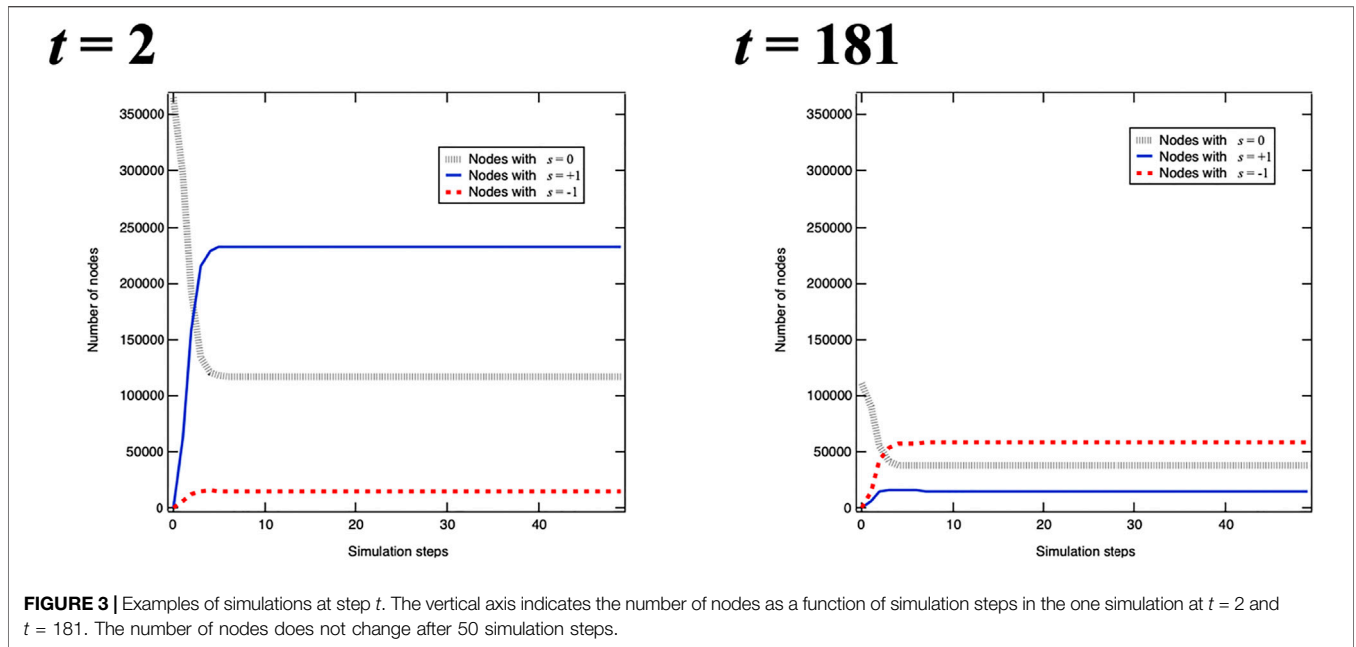 t = 2
350000
300000
250000
200000
150000
100000
50000
0
Number of nodes
Nodes with s = 0
Nodes with s = +1
Nodes with s = -1
0 10 20 30 40
Simulation steps
t = 181
350000
300000
250000
200000
150000
100000
50000
0
Number of nodes
Nodes with s = 0
Nodes with s = +1
Nodes with s = -1
0 10 20 30 40
Simulation steps
FIGURE 3 | Examples of simulations at step t. The vertical axis indicates the number of nodes as a function of simulation steps in the one simulation at t = 2 and
t = 181. The number of nodes does not change after 50 simulation steps.